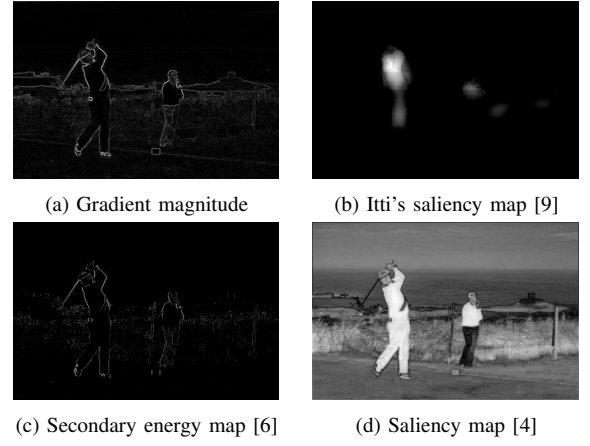 (a) Gradient magnitude
(b) Itti's saliency map [9]
(c) Secondary energy map [6]
(d) Saliency map [4]